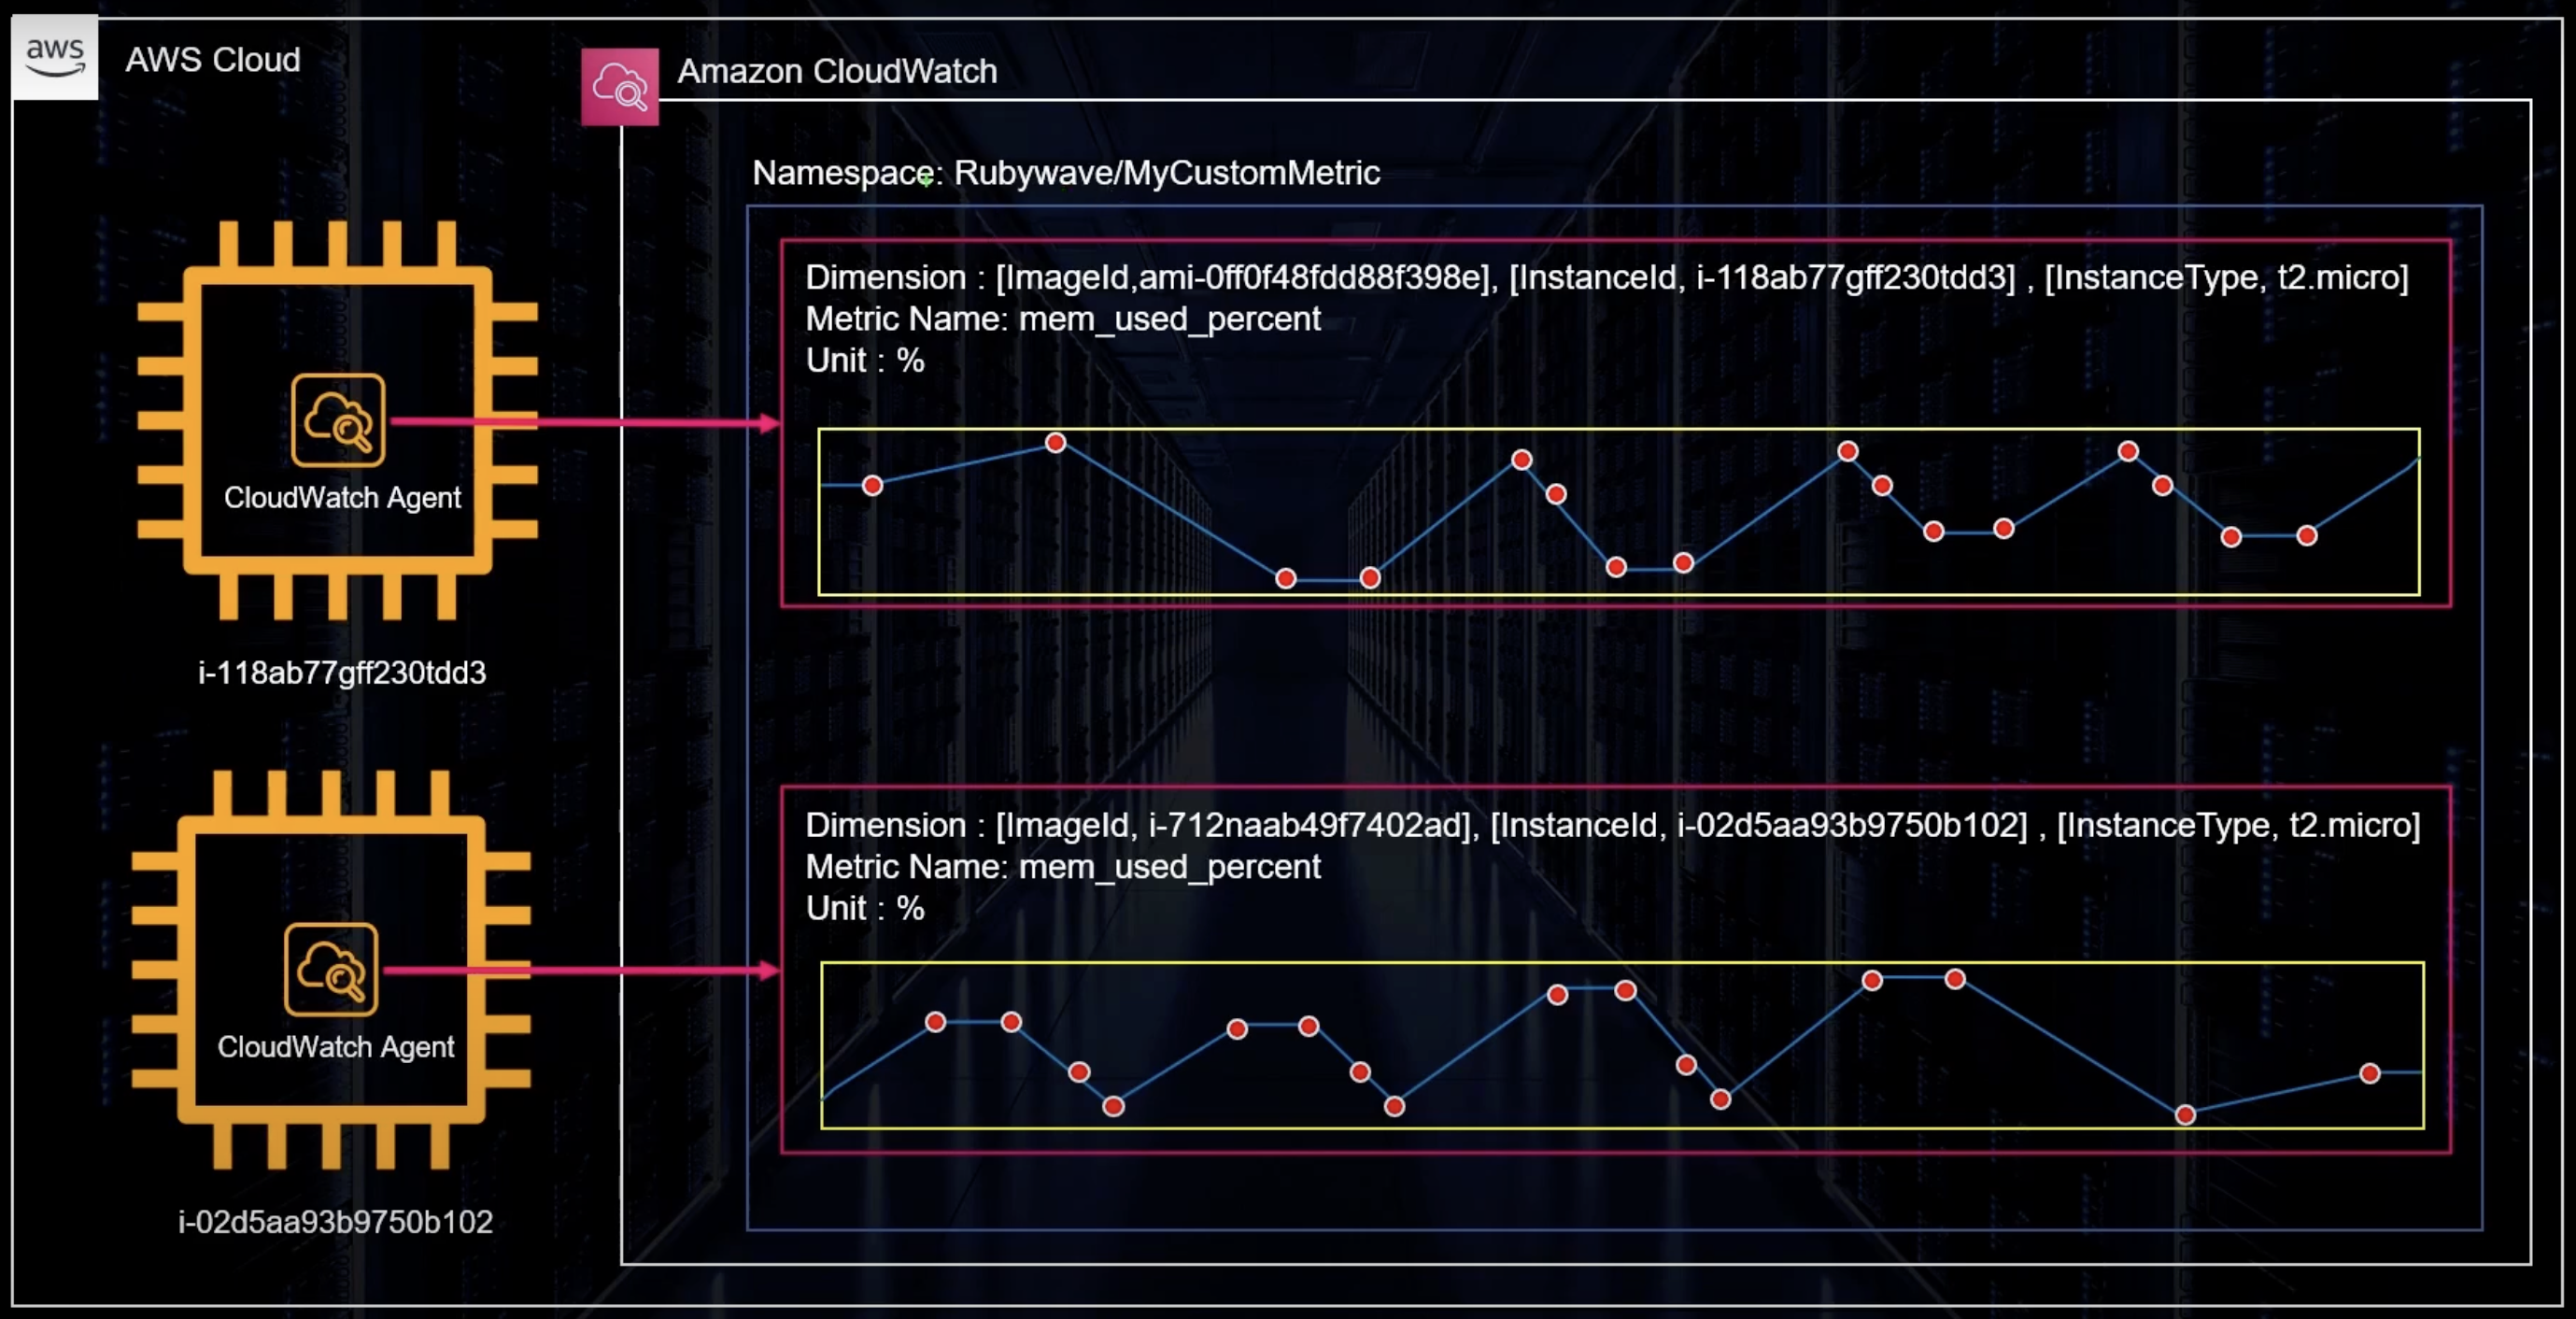 aws
AWS Cloud
Amazon CloudWatch
Namespace: Rubywave/MyCustomMetric
Dimension : [ImageId,ami-0ff0f48fdd88f398e], [InstanceId, i-118ab77gff230tdd3] , [InstanceType, t2.micro]
Metric Name: mem_used_percent
Unit : %
CloudWatch Agent
i-118ab77gff230tdd3
Dimension : [ImageId, i-712naab49f7402ad], [InstanceId, i-02d5aa93b9750b102] , [InstanceType, t2.micro]
Metric Name: mem_used_percent
Unit : %
CloudWatch Agent
i-02d5aa93b9750b102